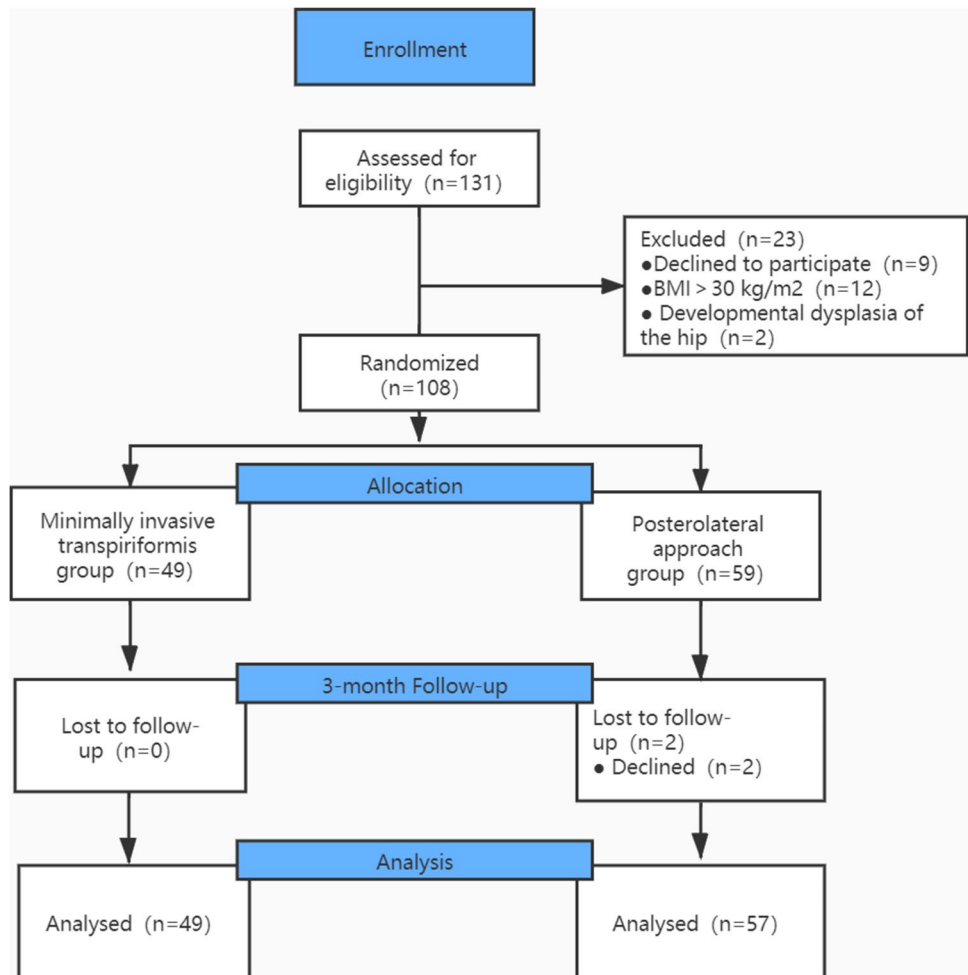 Enrollment
Assessed for
eligibility (n=131)
Excluded (n=23)
●Declined to participate (n=9)
●BMI > 30 kg/m2 (n=12)
● Developmental dysplasia of
the hip (n=2)
Randomized
(n=108)
Allocation
Minimally invasive
transpiriformis
group (n=49)
Posterolateral
approach
group (n=59)
3-month Follow-up
Lost to follow-
up (n=0)
Lost to follow-
up (n=2)
● Declined (n=2)
Analysis
Analysed (n=49)
Analysed (n=57)